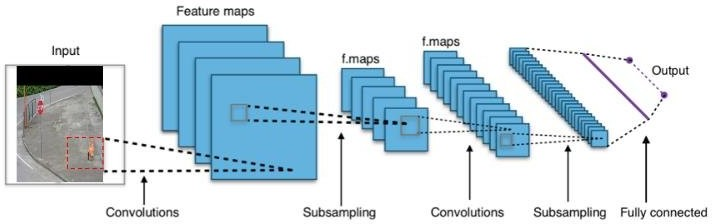 Feature maps
Input
f.maps
f.maps
Output
Convolutions
Subsampling
Convolutions
Subsampling
Fully connected